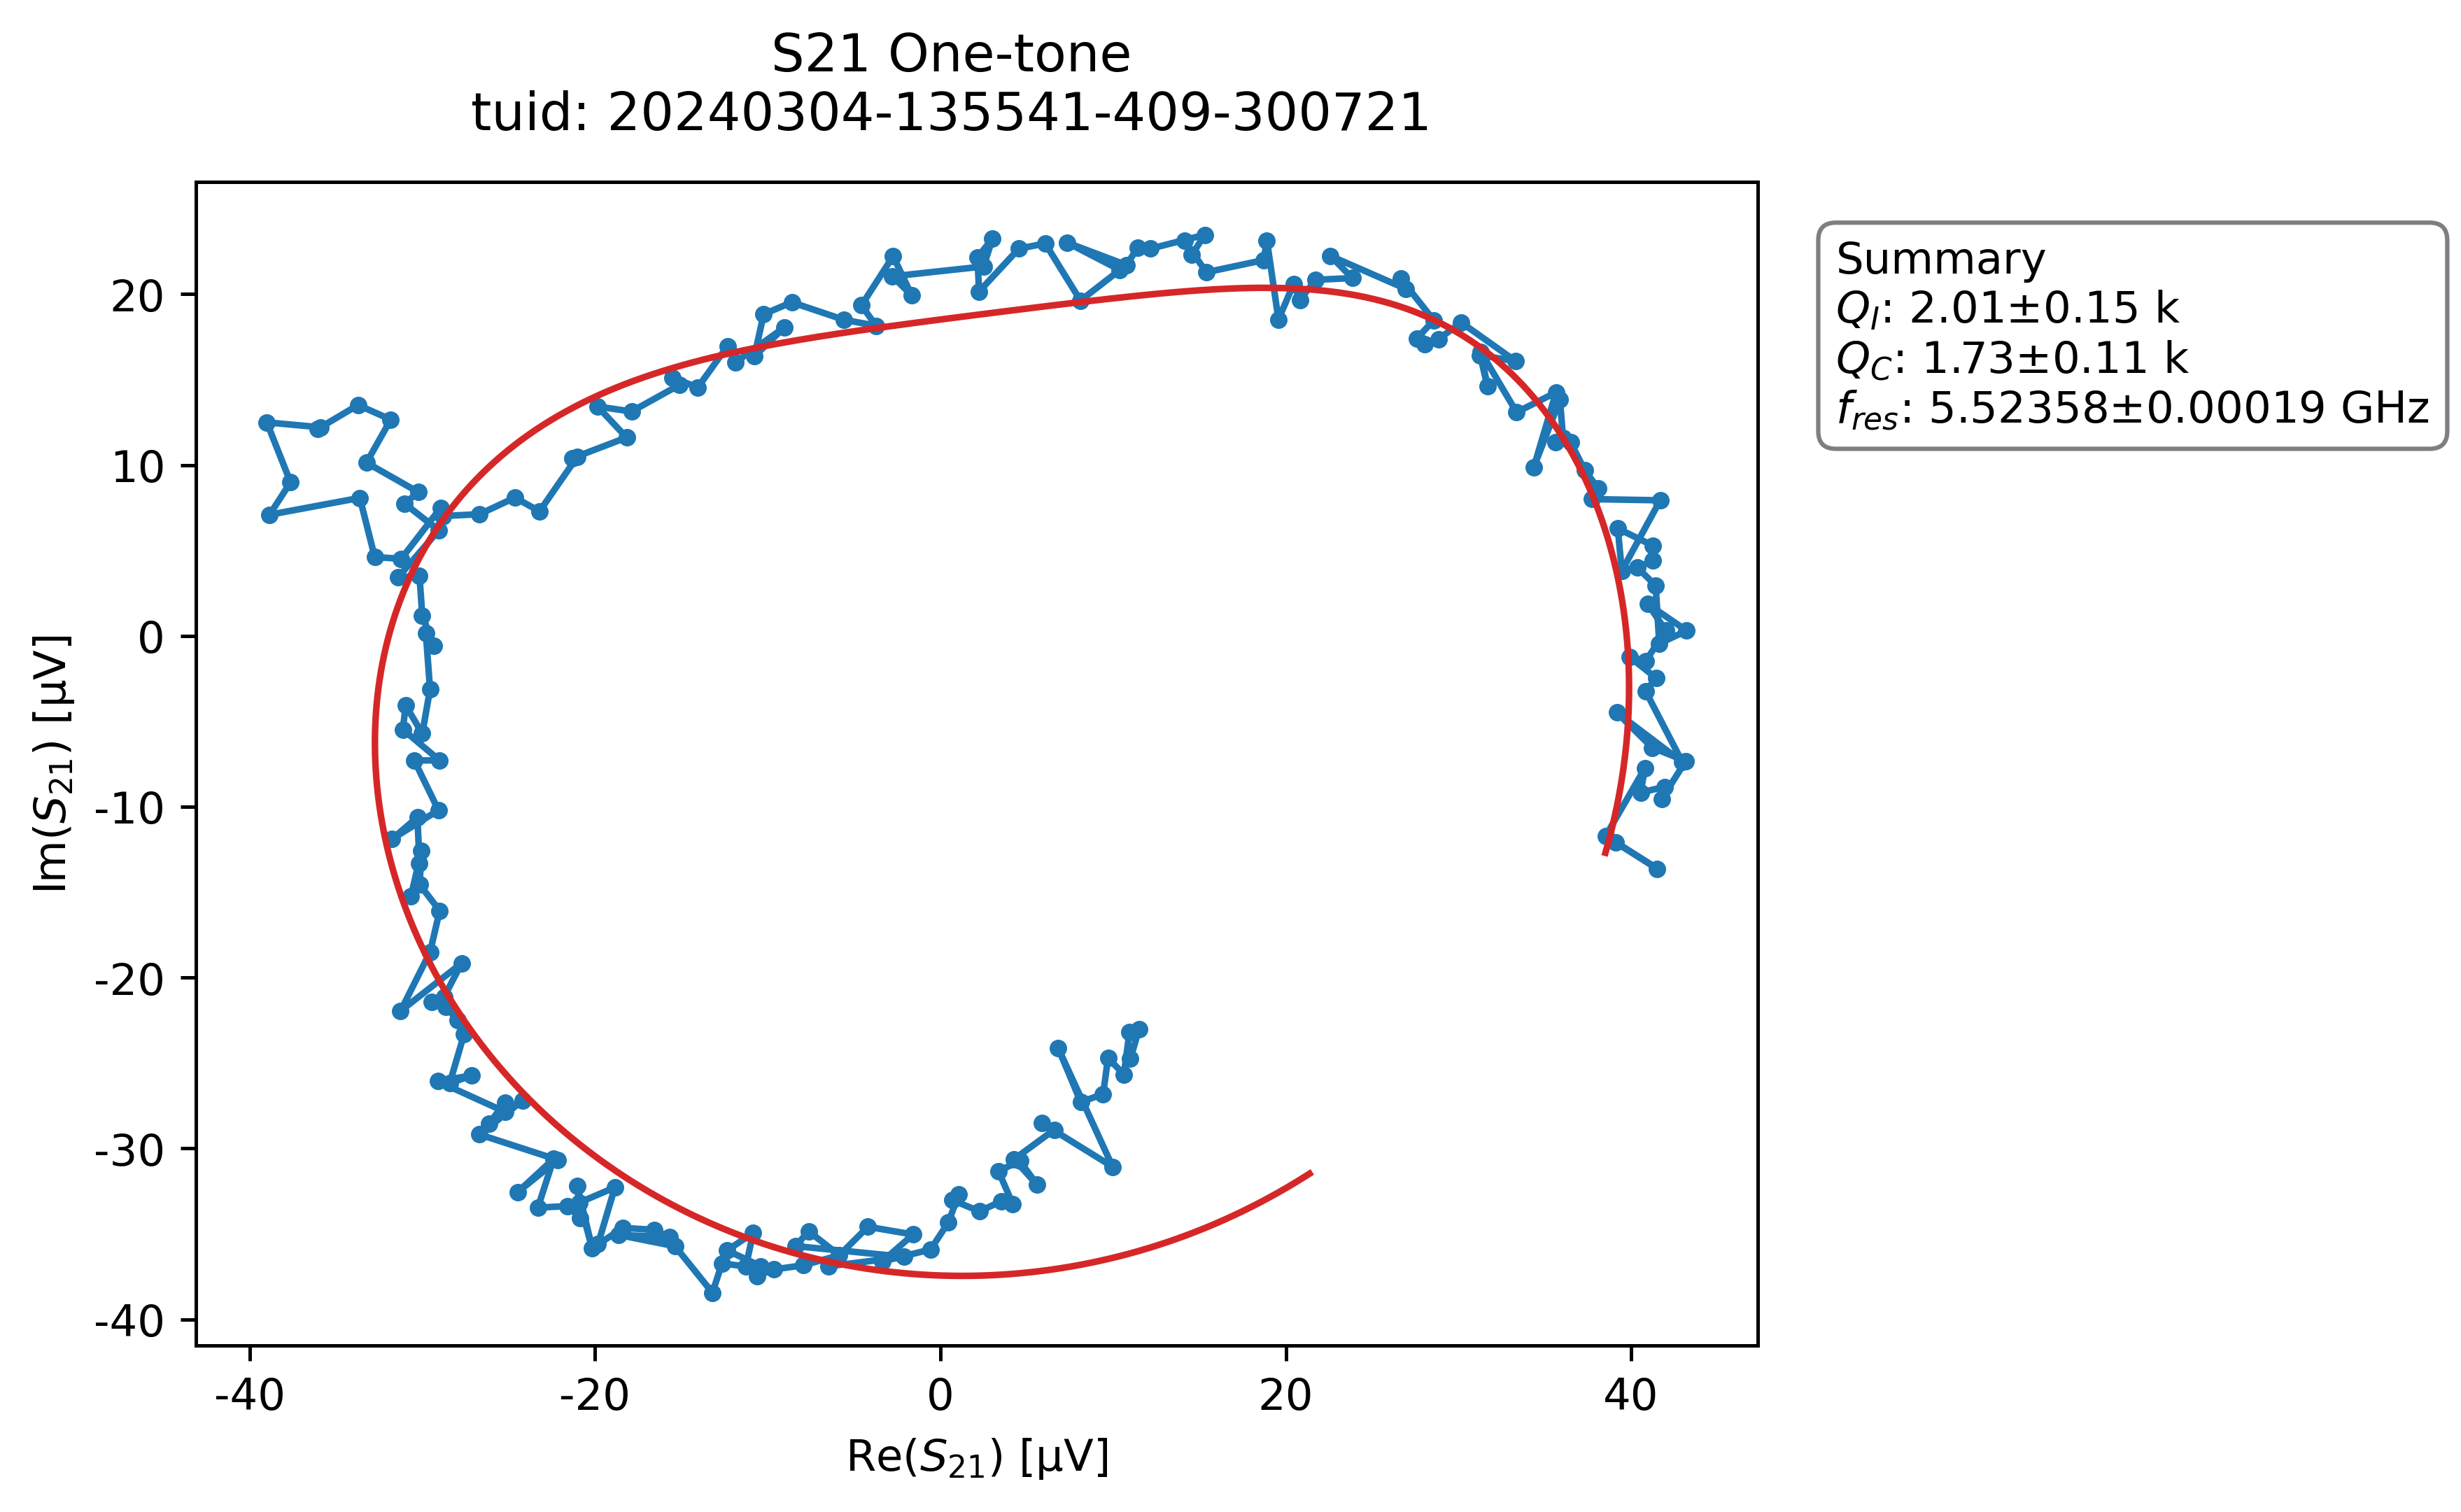 S21 One-tone
tuid: 20240304-135541-409-300721
Summary
Q_I: 2.01±0.15 k
Q_C: 1.73±0.11 k
f_res: 5.52358±0.00019 GHz
Im(S_21) [µV]
20
10
0
-10
-20
-30
-40
-40 -20 0 20 40
Re(S_21) [µV]